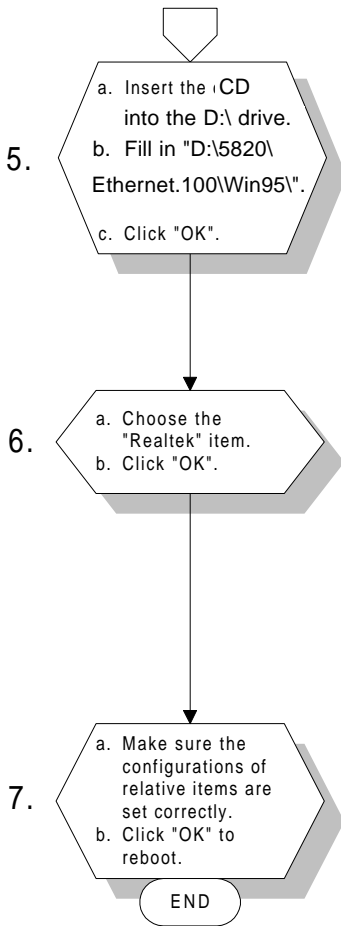 5.
a. Insert the CD
into the D:\ drive.
b. Fill in "D:\5820\
Ethernet.100\Win95\".
c. Click "OK".
6.
a. Choose the
"Realtek" item.
b. Click "OK".
7.
a. Make sure the
configurations of
relative items are
set correctly.
b. Click "OK" to
reboot.
END